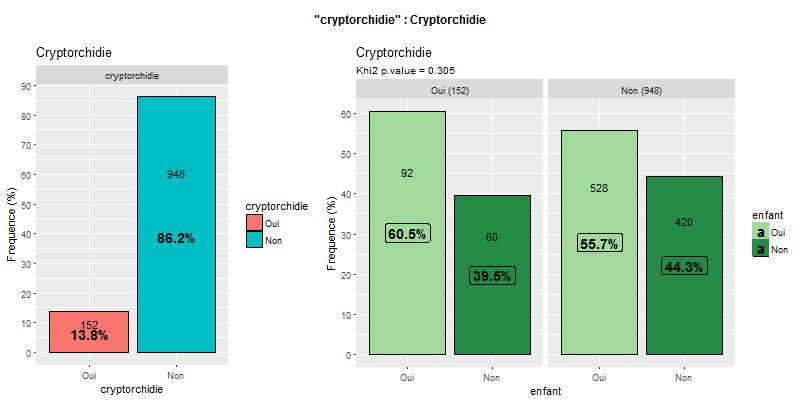 "cryptorchidie" : Cryptorchidie
Cryptorchidie
cryptorchidie
90
80
70
60
50
40
30
20
10
0
Frequence (%)
948
86.2%
152
13.8%
Oui
Non
cryptorchidie
cryptorchidie
Oui
Non
Cryptorchidie
Khi2 p.value = 0.305
Oui (152)
Non (948)
60
50
40
30
20
10
0
Frequence (%)
92
60.5%
60
39.5%
528
55.7%
420
44.3%
Oui
Non
Oui
Non
enfant
enfant
a Oui
a Non